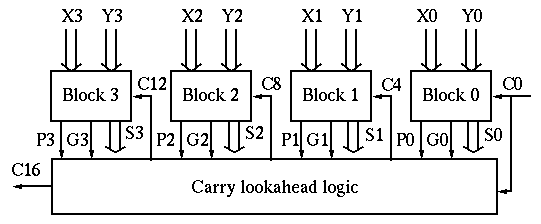 X3 Y3 X2 Y2 X1 Y1 X0 Y0
Block 3 C12 Block 2 C8 Block 1 C4 Block 0 C0
P3 G3 S3 P2 G2 S2 P1 G1 S1 P0 G0 S0
C16 Carry lookahead logic